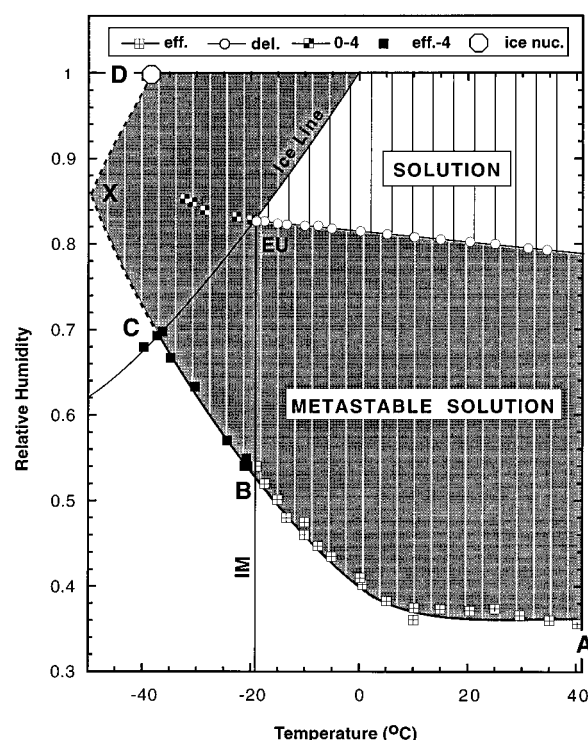 eff. del. 0-4 eff.-4 ice nuc.
1
D
Ice Line
0.9
SOLUTION
X
0.8
EU
Relative Humidity
0.7
C
METASTABLE SOLUTION
0.6
B
0.5
IM
0.4
A
0.3
-40 -20 0 20 40
Temperature (°C)